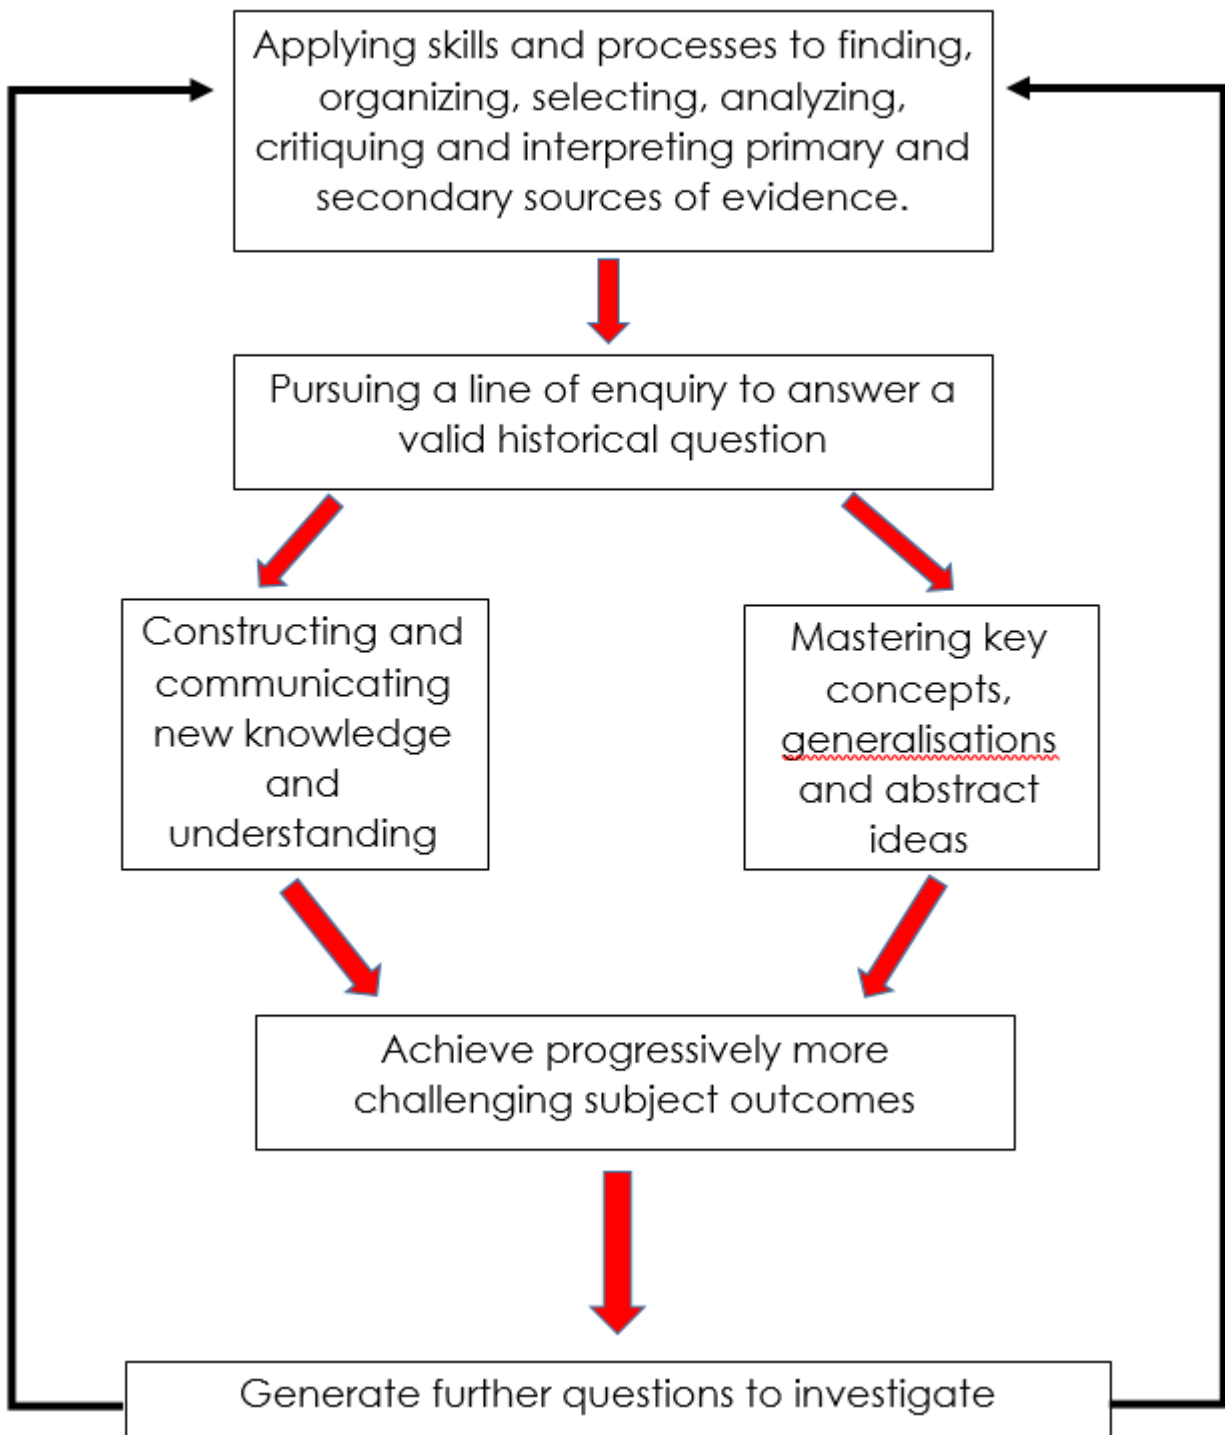 Applying skills and processes to finding,
organizing, selecting, analyzing,
critiquing and interpreting primary and
secondary sources of evidence.
Pursuing a line of enquiry to answer a
valid historical question
Constructing and
communicating
new knowledge
and
understanding
Mastering key
concepts,
generalisations
and abstract
ideas
Achieve progressively more
challenging subject outcomes
Generate further questions to investigate